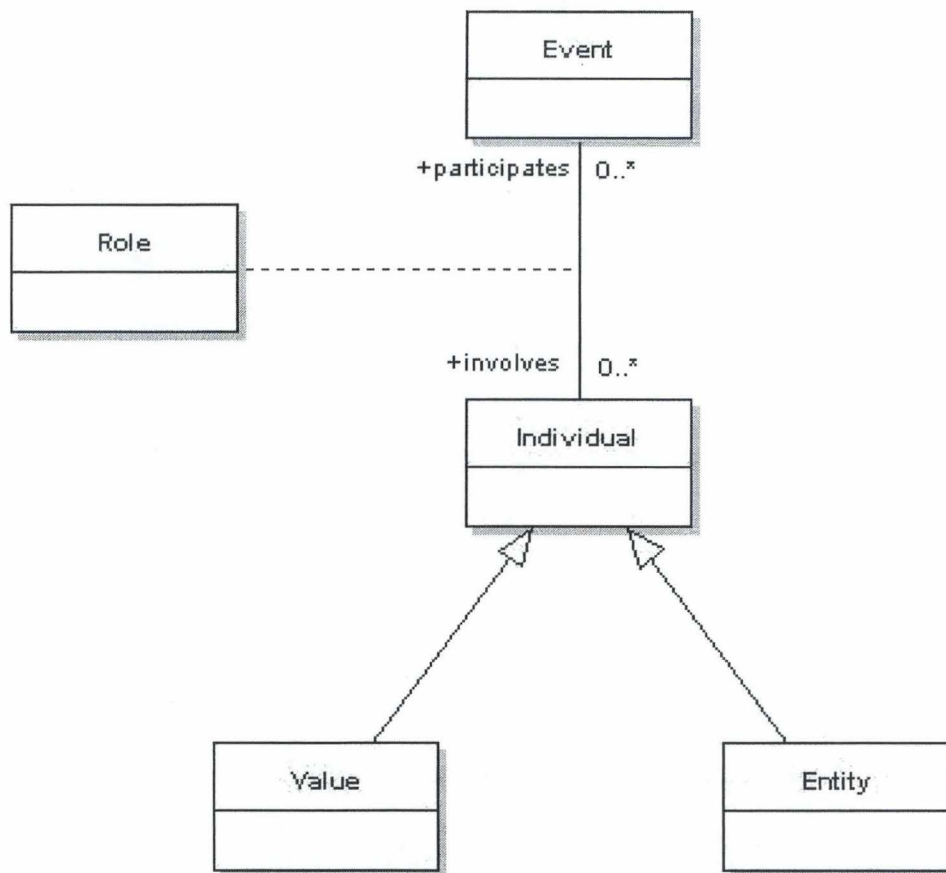 Event
+participates 0..*
Role
+involves 0..*
Individual
Value
Entity